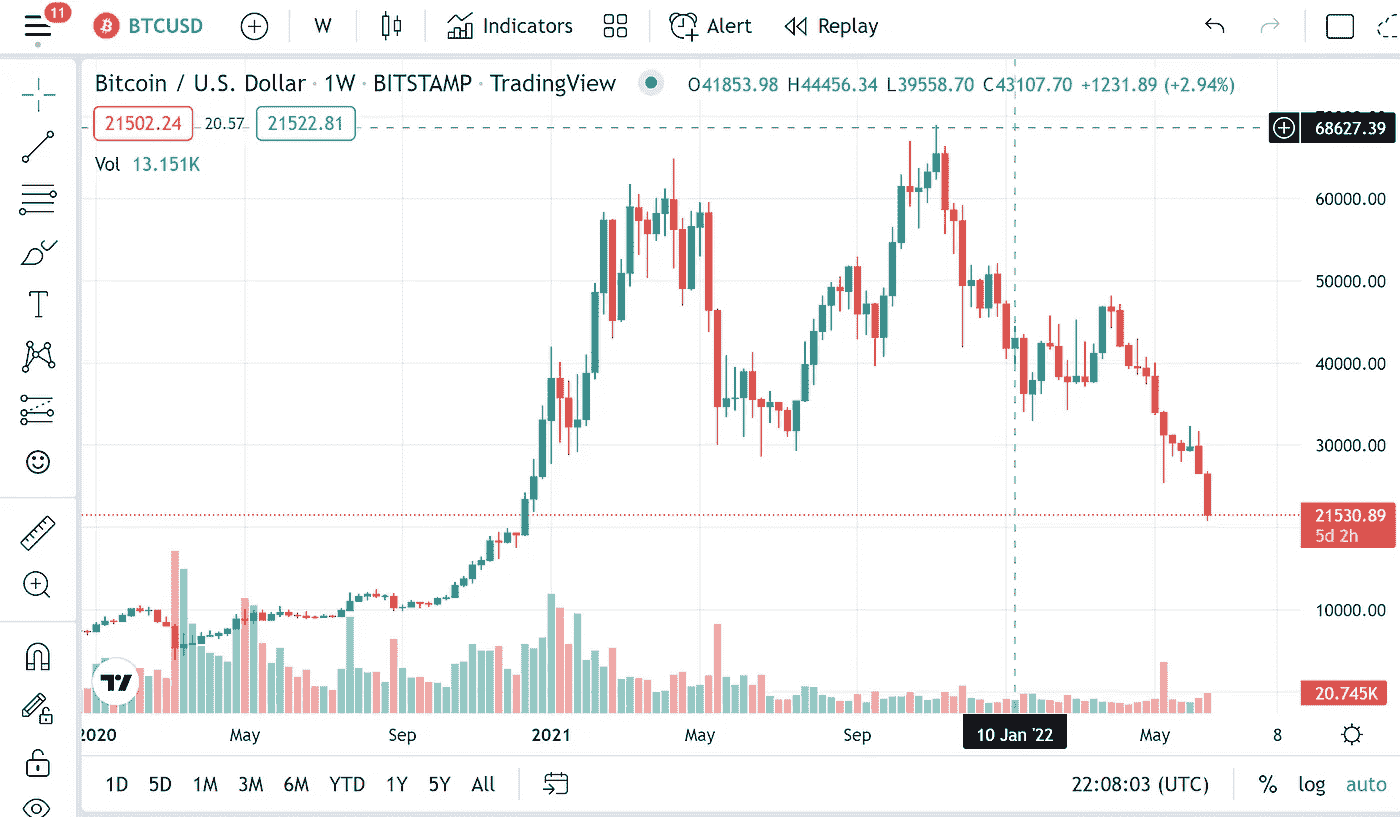 11
BTCUSD W Indicators Alert Replay
Bitcoin / U.S. Dollar · 1W · BITSTAMP · TradingView O41853.98 H44456.34 L39558.70 C43107.70 +1231.89 (+2.94%)
21502.24 20.57 21522.81
68627.39
Vol 13.151K
60000.00
50000.00
40000.00
30000.00
21530.89
5d 2h
10000.00
20.745K
2020 May Sep 2021 May Sep 10 Jan '22 May 8
1D 5D 1M 3M 6M YTD 1Y 5Y All 22:08:03 (UTC) % log auto